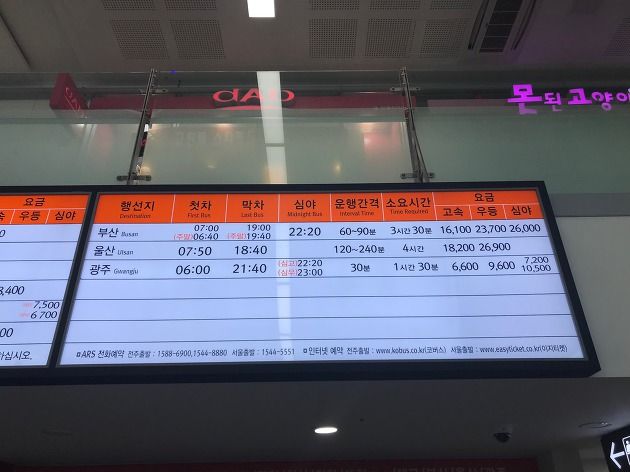 dAP
몬된고양이
요금
우등 심야
행선지 첫차 막차 심야 운행간격 소요시간 요금
Destination First Bus Last Bus Midnight Bus Interval Time Time Required 고속 우등 심야
부산 Busan 07:00 (주말)06:40 19:00 (주말)19:40 22:20 60~90분 3시간 30분 16,100 23,700 26,000
울산 Ulsan 07:50 18:40 120~240분 4시간 18,200 26,900
광주 Gwangju 06:00 21:40 (심고)22:20 (심우)23:00 30분 1시간 30분 6,600 9,600 7,200 10,500
8,400
7,500
6 700
00
하십시오.
◘ARS 전화예약 전주출발 : 1588-6900,1544-8880 서울출발 : 1544-5551 ◘인터넷 예약 전주출발 : www.kobus.co.kr(코버스) 서울출발 : www.easyticket.co.kr(이지티켓)